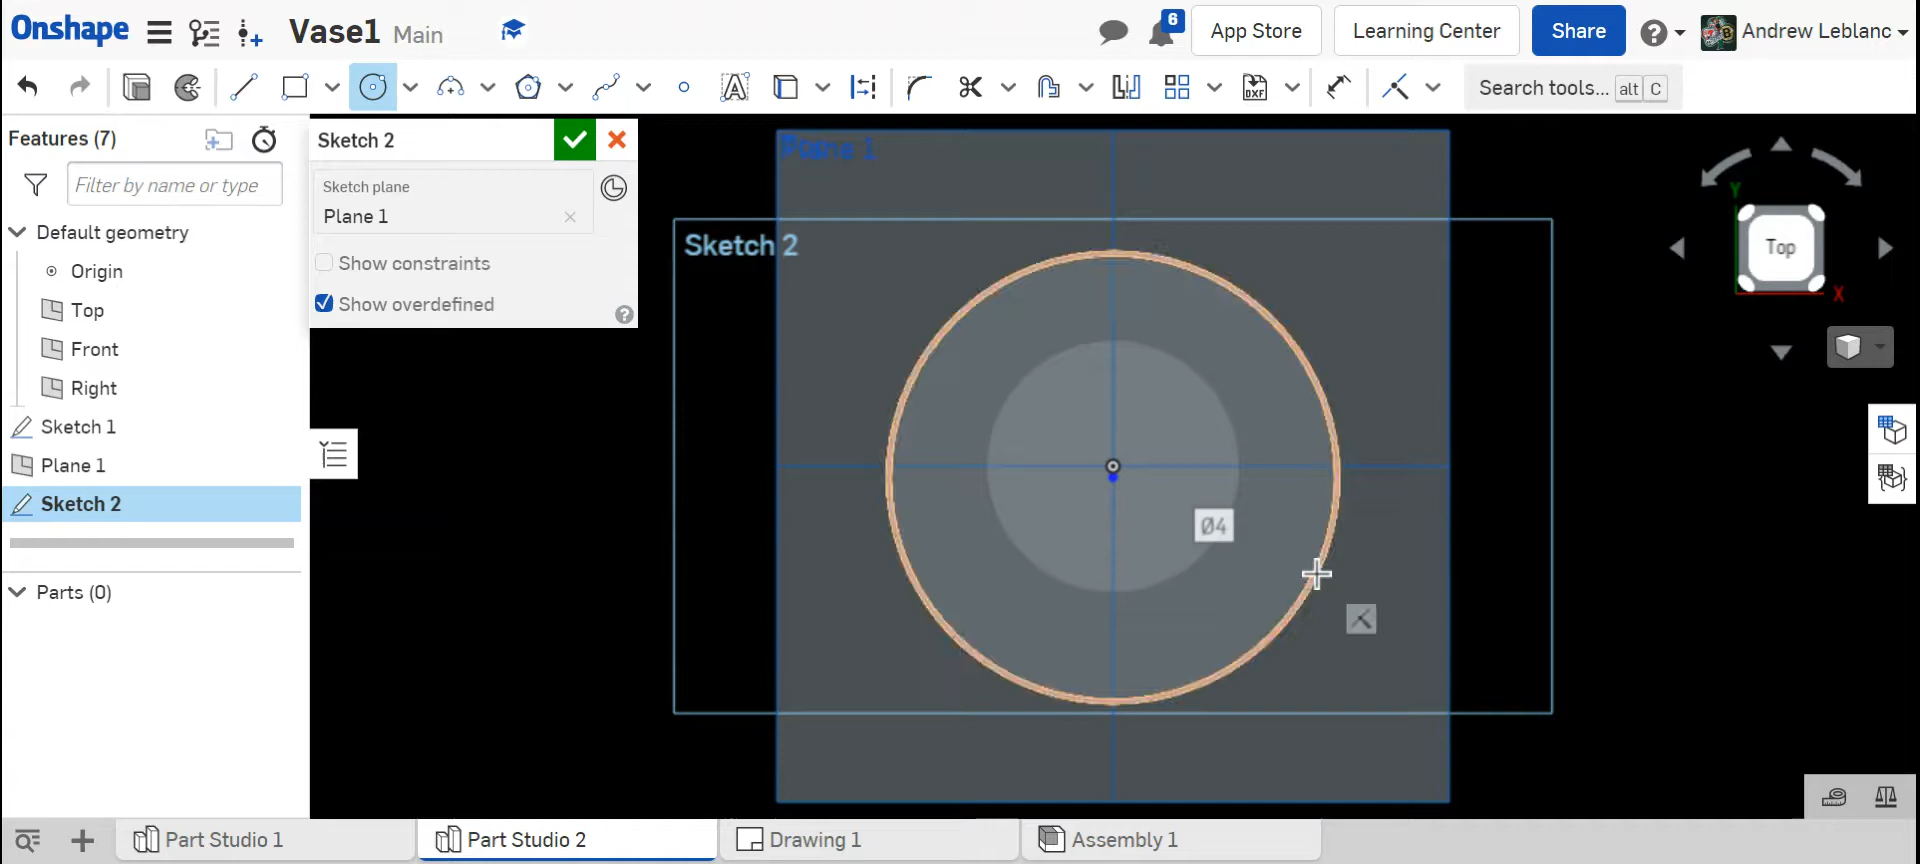 Onshape
Vase1 Main
6
App Store
Learning Center
Share
Andrew Leblanc
DXF
Search tools... alt C
Features (7)
Filter by name or type
Default geometry
Origin
Top
Front
Right
Sketch 1
Plane 1
Sketch 2
Parts (0)
Sketch 2
Sketch plane
Plane 1
Show constraints
Show overdefined
Plane 1
Sketch 2
Ø4
Y
Top
X
Part Studio 1
Part Studio 2
Drawing 1
Assembly 1